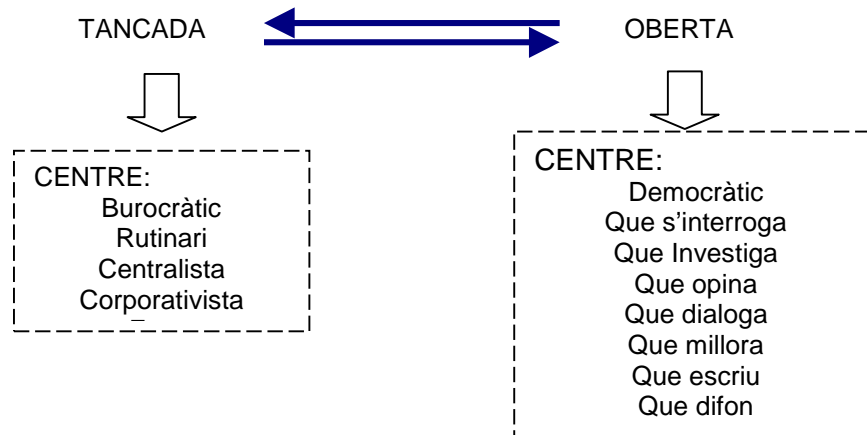 TANCADA
OBERTA
CENTRE:
Burocràtic
Rutinari
Centralista
Corporativista
CENTRE:
Democràtic
Que s'interroga
Que Investiga
Que opina
Que dialoga
Que millora
Que escriu
Que difon